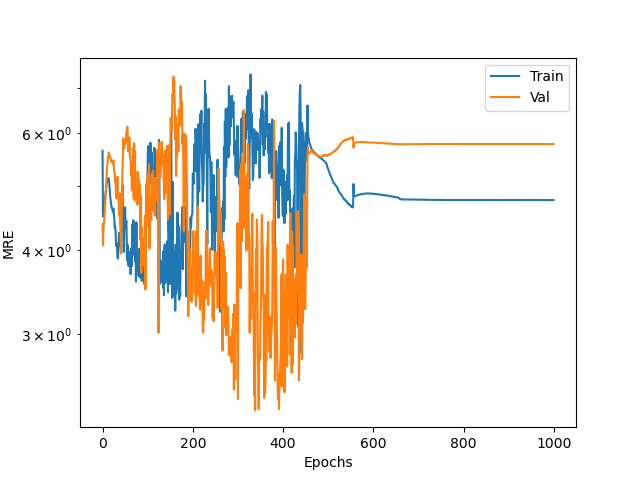 Train
Val
6 × 10⁰
4 × 10⁰
3 × 10⁰
MRE
0 200 400 600 800 1000
Epochs